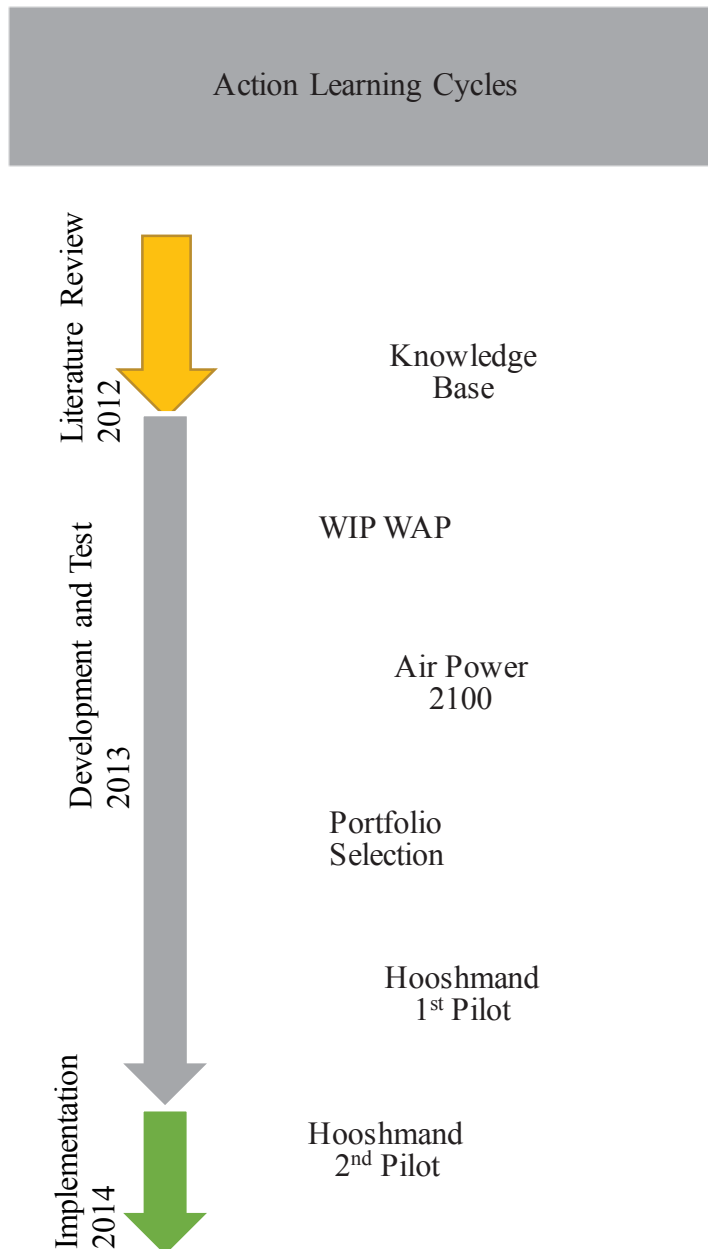 Action Learning Cycles
Literature Review
2012
Knowledge
Base
Development and Test
2013
WIP WAP
Air Power
2100
Portfolio
Selection
Hooshmand
1st Pilot
Implementation
2014
Hooshmand
2nd Pilot